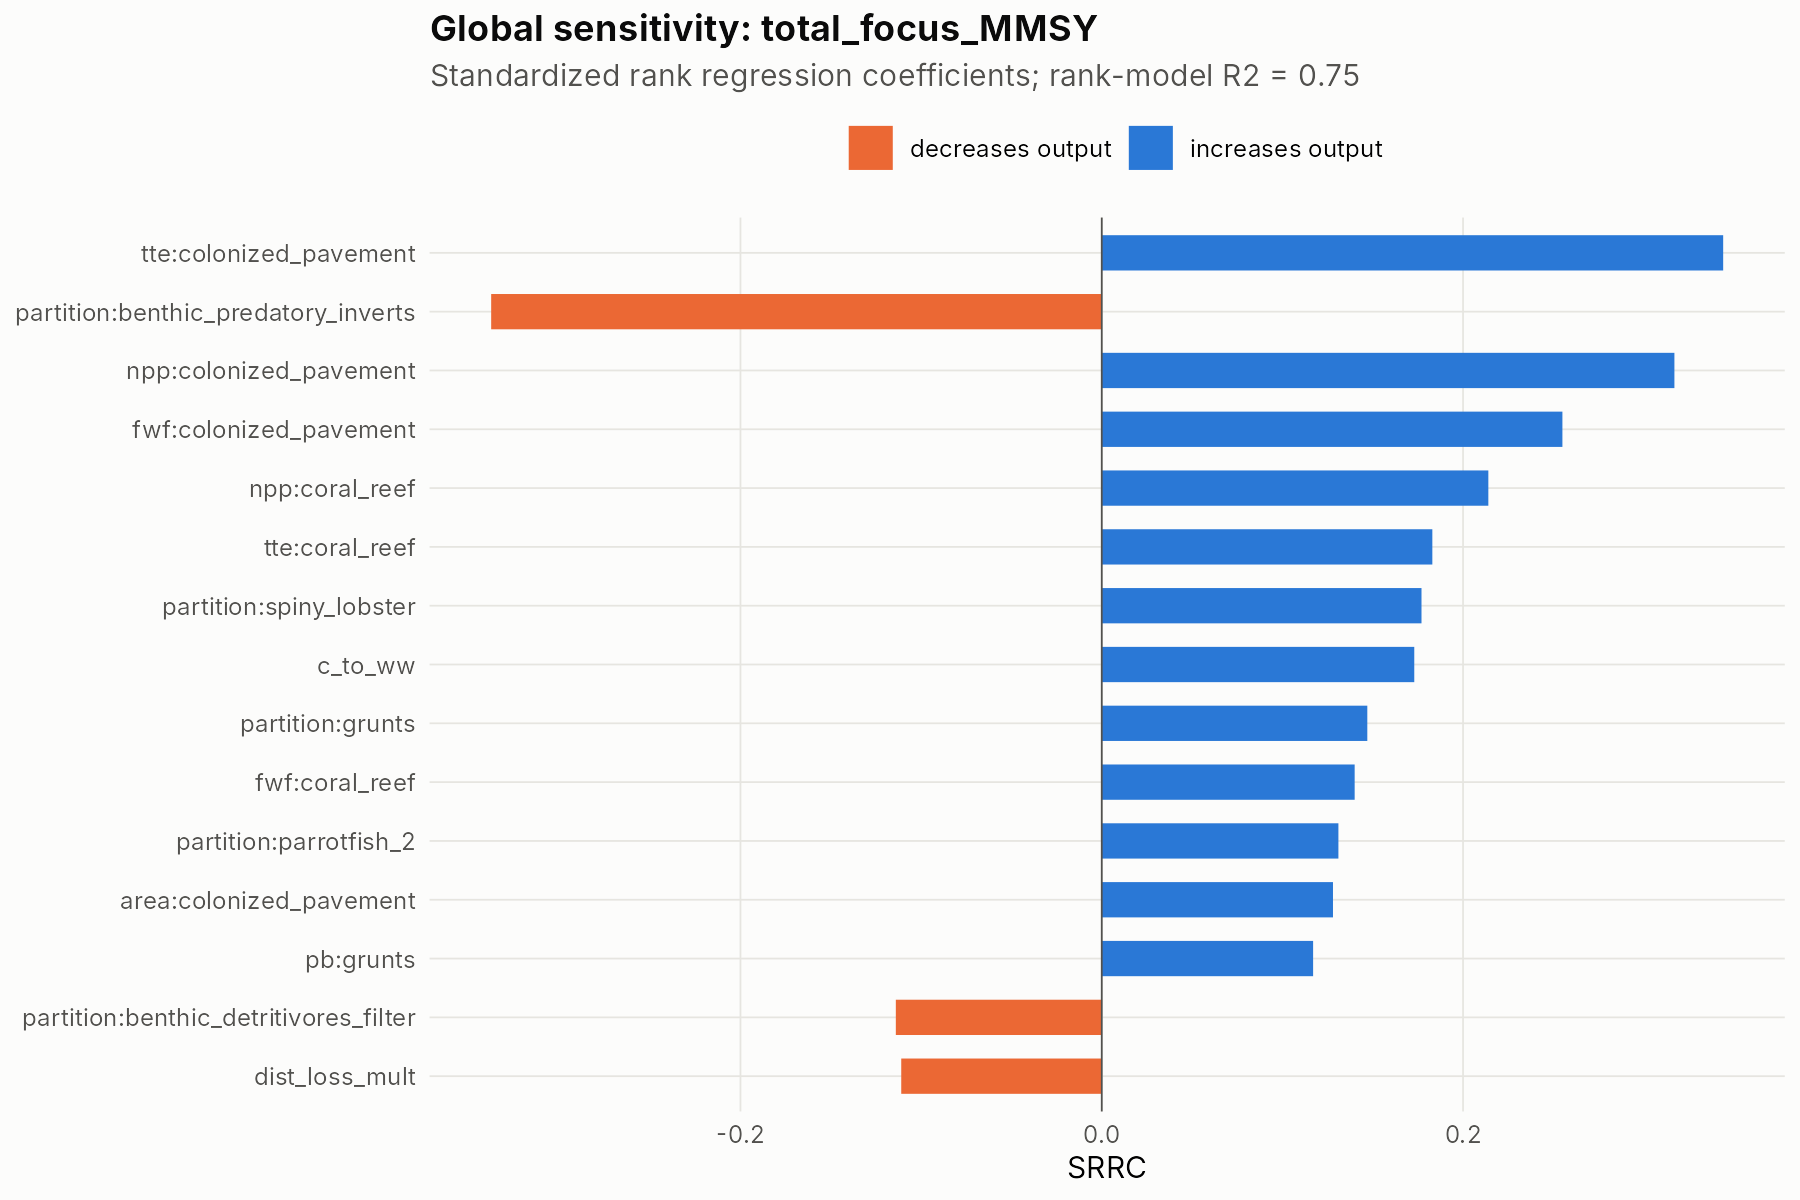 Global sensitivity: total_focus_MMSY
Standardized rank regression coefficients; rank-model R2 = 0.75
decreases output increases output
tte:colonized_pavement
partition:benthic_predatory_inverts
npp:colonized_pavement
fwf:colonized_pavement
npp:coral_reef
tte:coral_reef
partition:spiny_lobster
c_to_ww
partition:grunts
fwf:coral_reef
partition:parrotfish_2
area:colonized_pavement
pb:grunts
partition:benthic_detritivores_filter
dist_loss_mult
-0.2 0.0 0.2
SRRC